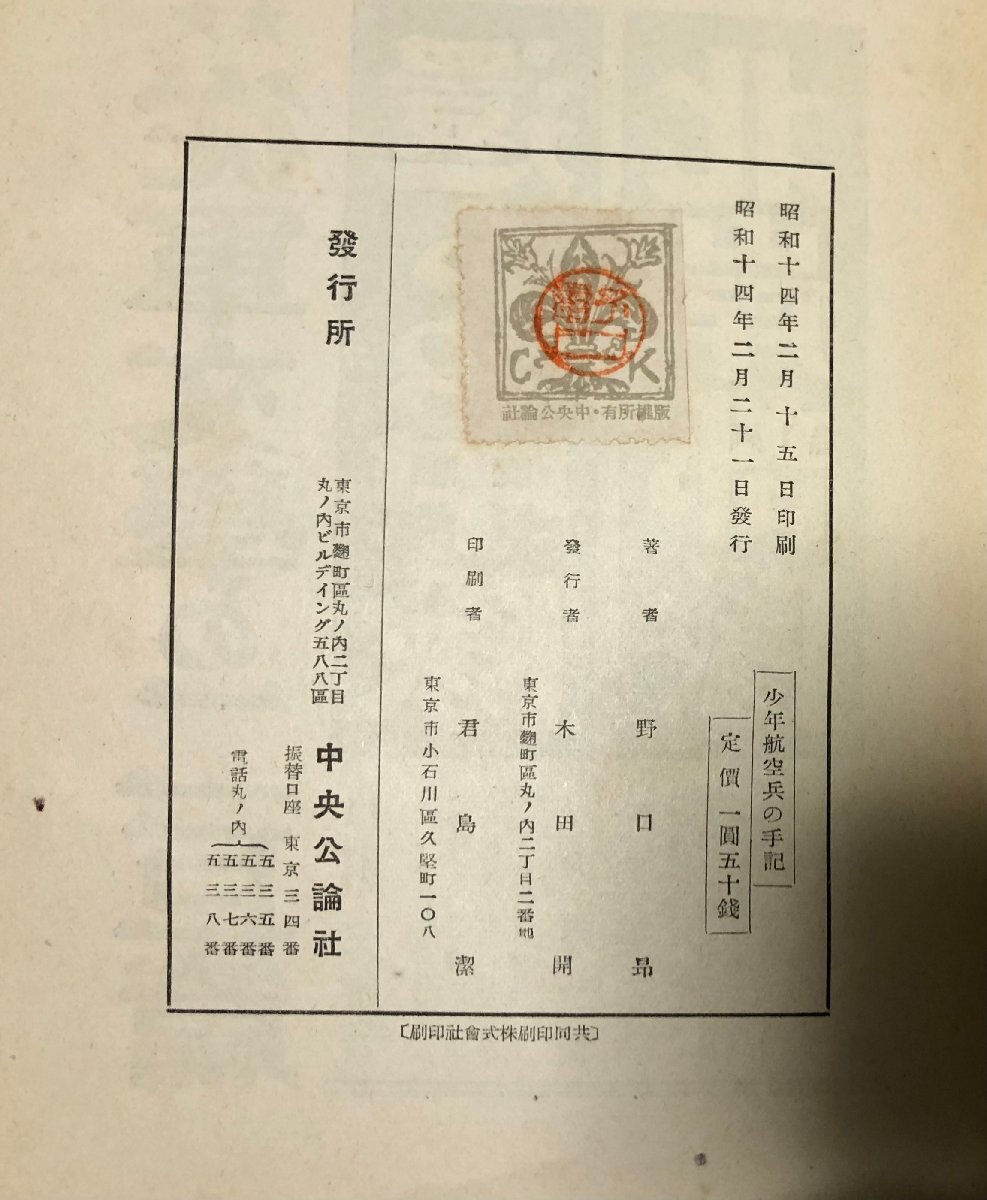 昭和十四年二月十五日印刷
昭和十四年二月二十一日發行
少年航空兵の手記
定價一圓五十錢
C K
版權所有・中央公論社
著者 野口昂
發行者 木田開
東京市麴町區丸ノ內二丁目二番地
印刷者 君島潔
東京市小石川區久堅町一〇八
發行所
東京市麴町區丸ノ內二丁目
丸ノ內ビルデイング五八八區
中央公論社
振替口座 東京三四番
電話丸ノ內
五三五番
五三六番
五三七番
五三八番
〔共同印刷株式會社印刷〕